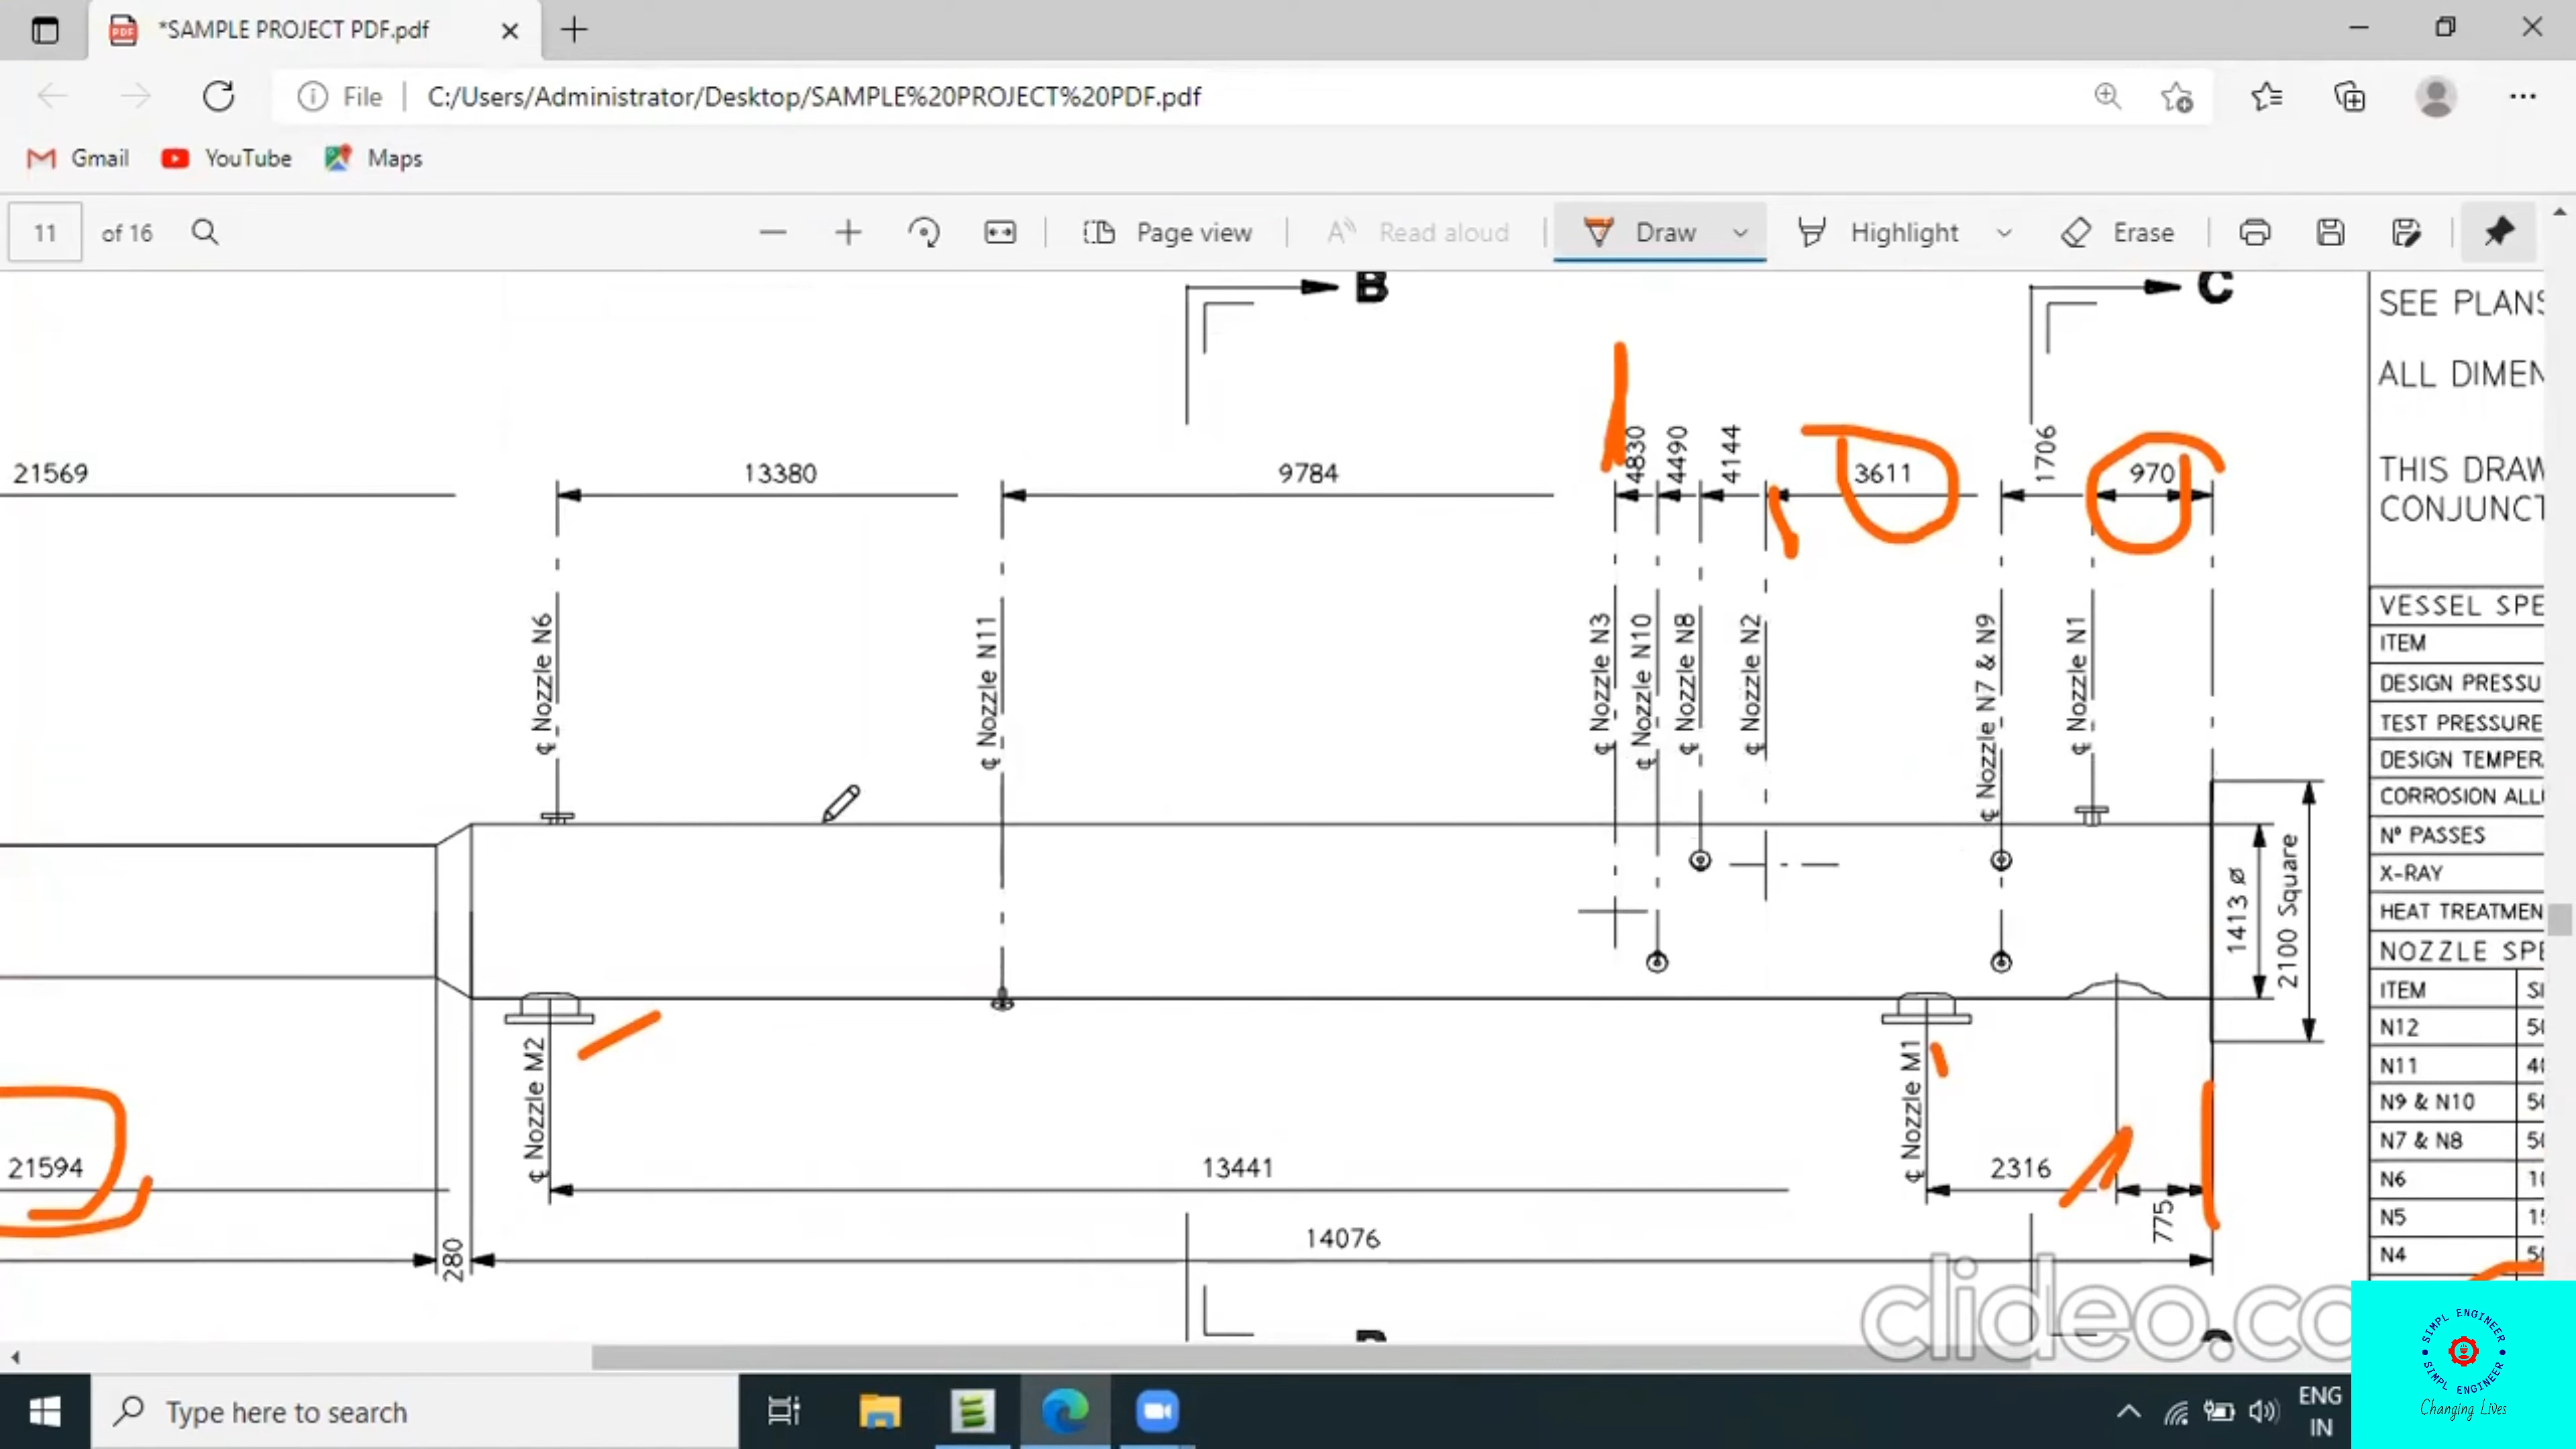 *SAMPLE PROJECT PDF.pdf
File
C:/Users/Administrator/Desktop/SAMPLE%20PROJECT%20PDF.pdf
Gmail
YouTube
Maps
11 of 16
Page view
Read aloud
Draw
Highlight
Erase
B
C
SEE PLANS
ALL DIMEN
THIS DRAW
CONJUNCT
21569
13380
9784
4830
4490
4144
3611
1706
970
℄ Nozzle N6
℄ Nozzle N11
℄ Nozzle N3
℄ Nozzle N10
℄ Nozzle N8
℄ Nozzle N2
℄ Nozzle N7 & N9
℄ Nozzle N1
1413 ø
2100 Square
℄ Nozzle M2
℄ Nozzle M1
21594
13441
2316
775
280
14076
VESSEL SPE
ITEM
DESIGN PRESSU
TEST PRESSURE
DESIGN TEMPER
CORROSION ALL
Nº PASSES
X-RAY
HEAT TREATMEN
NOZZLE SPE
ITEM
N12
N11
N9 & N10
N7 & N8
N6
N5
N4
clideo.co
SIMPL ENGINEER
SIMPL ENGINEER
Changing Lives
Type here to search
ENG
IN